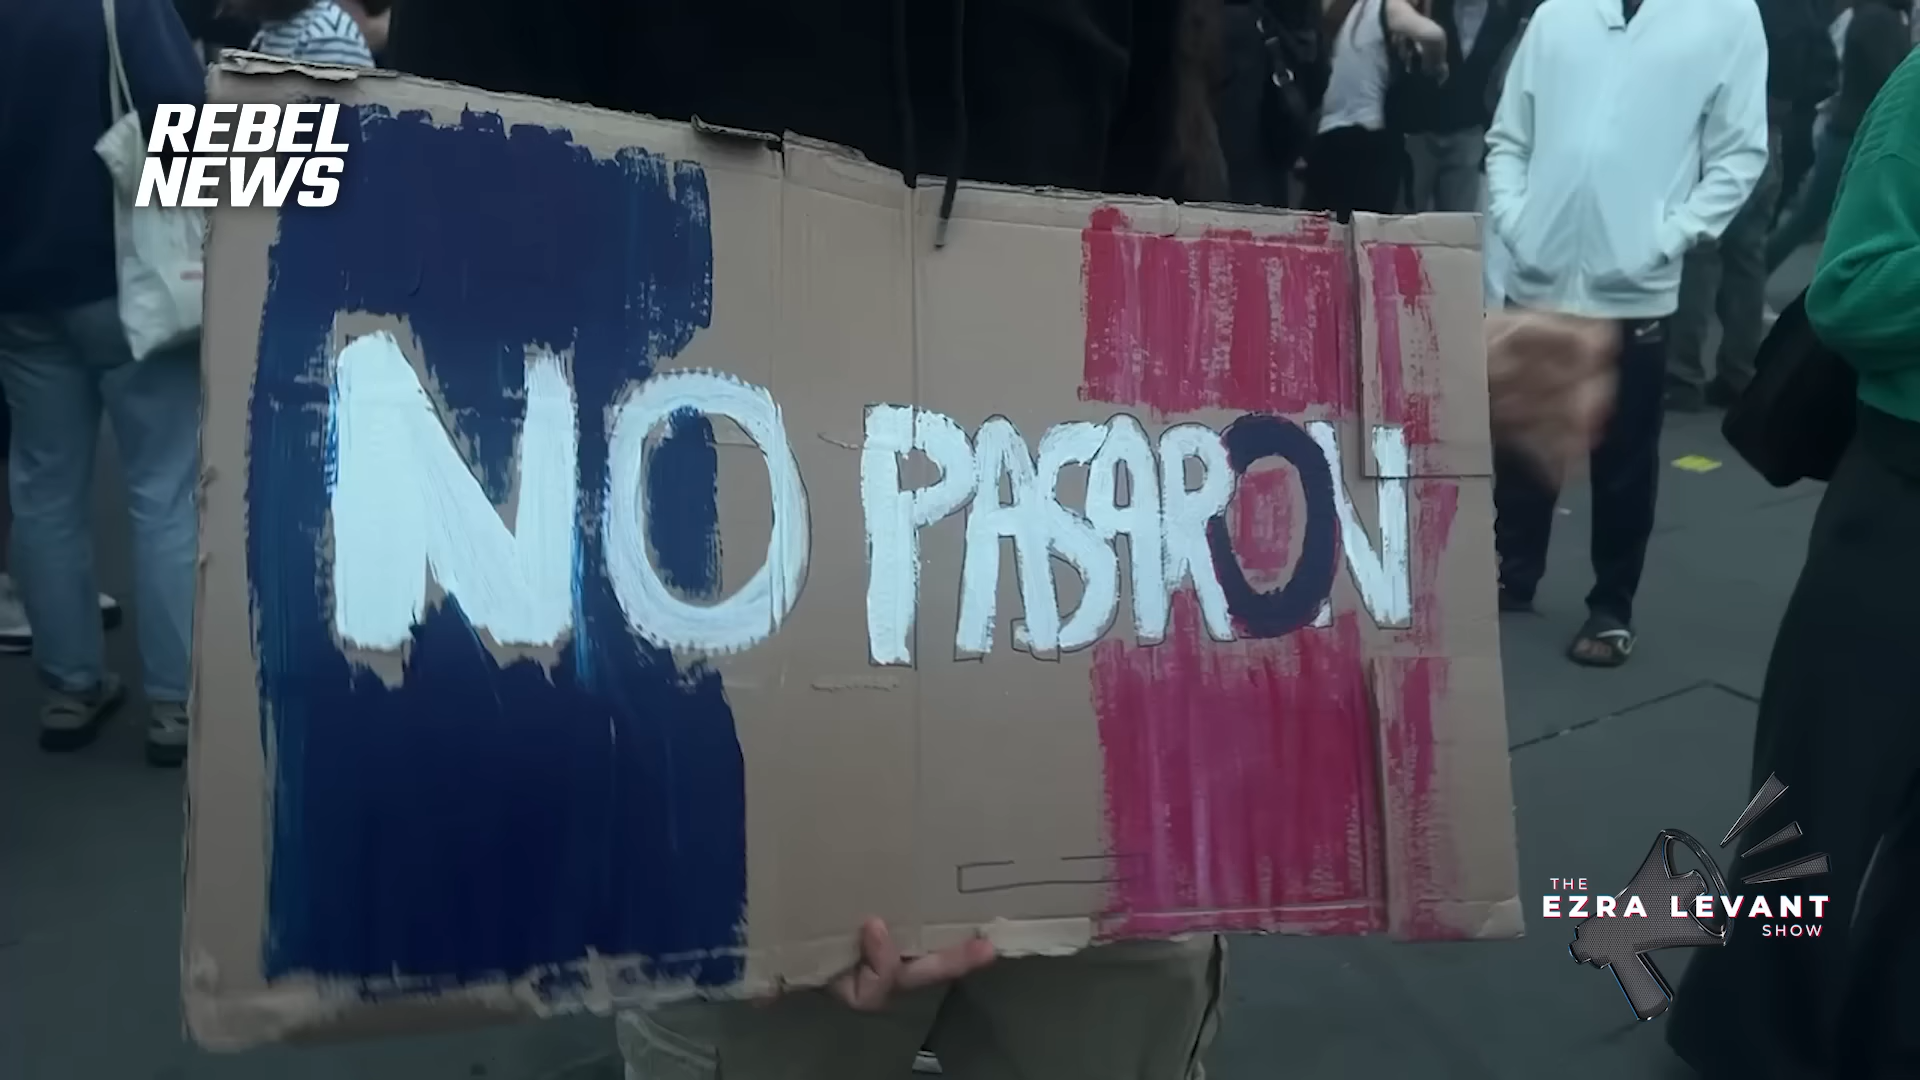 REBEL
NEWS
NO PASARON
THE
EZRA LEVANT
SHOW